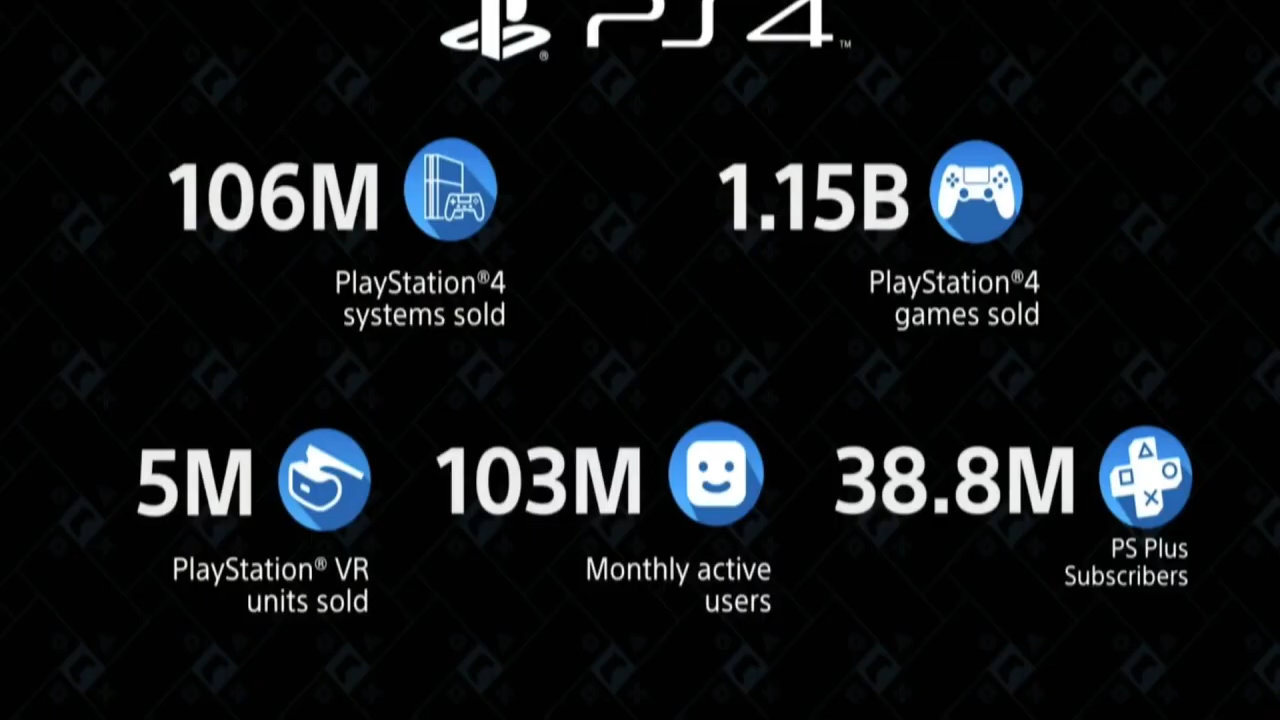 PS4™
106M
PlayStation®4
systems sold
1.15B
PlayStation®4
games sold
5M
PlayStation® VR
units sold
103M
Monthly active
users
38.8M
PS Plus
Subscribers